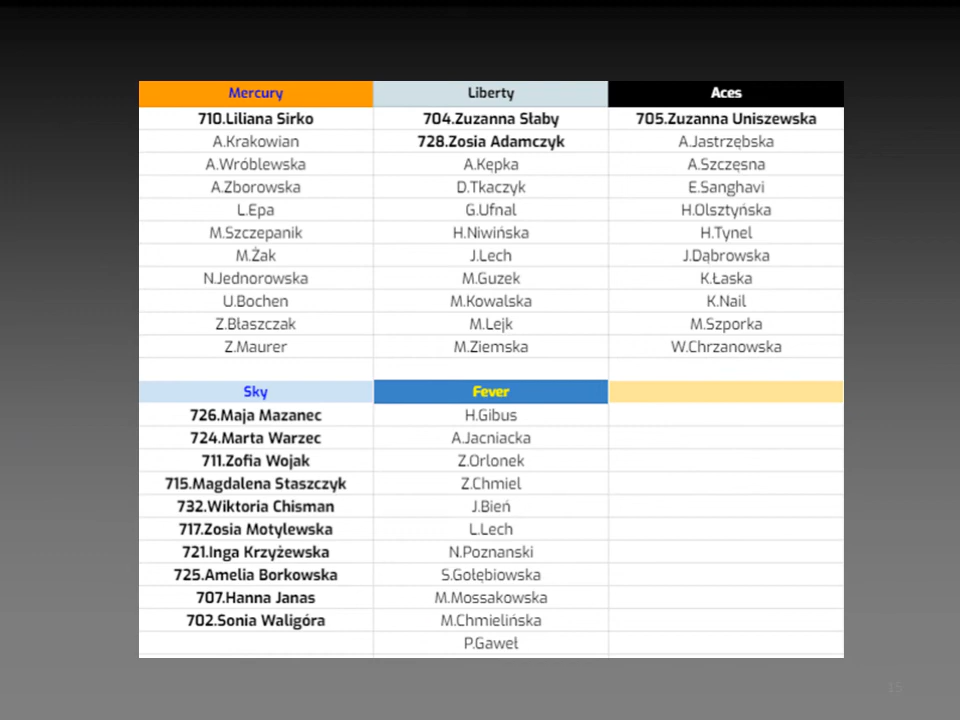 Mercury Liberty Aces
710.Liliana Sirko 704.Zuzanna Słaby 705.Zuzanna Uniszewska
A.Krakowian 728.Zosia Adamczyk A.Jastrzębska
A.Wróblewska A.Kępka A.Szczęsna
A.Zborowska D.Tkaczyk E.Sanghavi
L.Epa G.Ufnal H.Olsztyńska
M.Szczepanik H.Niwińska H.Tynel
M.Żak J.Lech J.Dąbrowska
N.Jednorowska M.Guzek K.Łaska
U.Bochen M.Kowalska K.Nail
Z.Błaszczak M.Lejk M.Szporka
Z.Maurer M.Ziemska W.Chrzanowska
Sky Fever
726.Maja Mazanec H.Gibus
724.Marta Warzec A.Jacniacka
711.Zofia Wojak Z.Orlonek
715.Magdalena Staszczyk Z.Chmiel
732.Wiktoria Chisman J.Bień
717.Zosia Motylewska L.Lech
721.Inga Krzyżewska N.Poznanski
725.Amelia Borkowska S.Gołębiowska
707.Hanna Janas M.Mossakowska
702.Sonia Waligóra M.Chmielińska
P.Gaweł
15